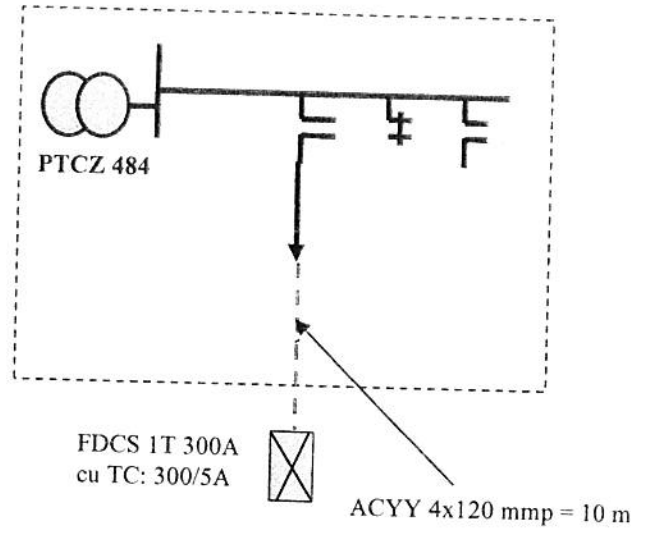 PTCZ 484
FDCS 1T 300A
cu TC: 300/5A
ACYY 4x120 mmp = 10 m